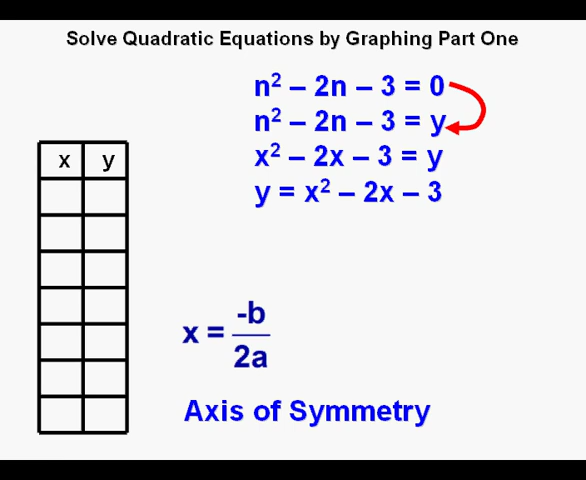 Solve Quadratic Equations by Graphing Part One
n² – 2n – 3 = 0
n² – 2n – 3 = y
x² – 2x – 3 = y
y = x² – 2x – 3
x y
x = -b/2a
Axis of Symmetry